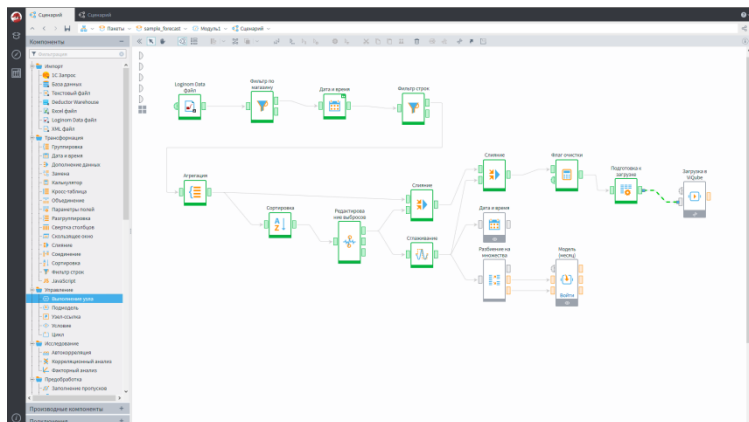 Сценарий
Сценарий
Пакеты
sample_forecast
Модуль1
Сценарий
Компоненты
Фильтрация
Импорт
1С Запрос
База данных
Текстовый файл
Deductor Warehouse
Excel файл
Loginom Data файл
XML файл
Трансформация
Группировка
Дата и время
Дополнение данных
Замена
Калькулятор
Кросс-таблица
Объединение
Параметры полей
Разгруппировка
Свертка столбцов
Скользящее окно
Слияние
Соединение
Сортировка
Фильтр строк
JavaScript
Управление
Выполнение узла
Подмодель
Узел-ссылка
Условие
Цикл
Исследование
Автокорреляция
Корреляционный анализ
Факторный анализ
Предобработка
Заполнение пропусков
Производные компоненты
Подключения
Loginom Data
файл
Фильтр по
магазину
Дата и время
Фильтр строк
Агрегация
Сортировка
Редактирова
ние выбросов
Слияние
Сглаживание
Слияние
Дата и время
Разбиение на
множества
Флаг очистки
Модель
(месяц)
Войти
Подготовка к
загрузке
Загрузка в
ViQube